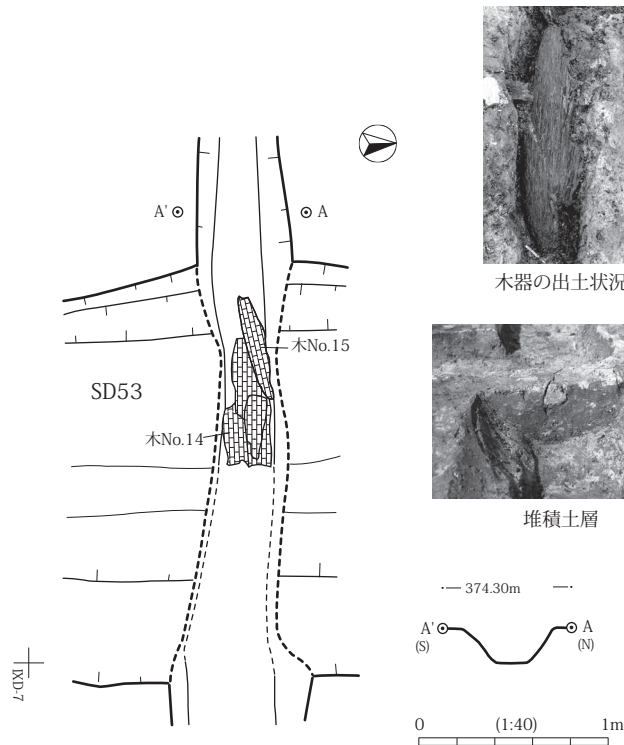 A'
A
木No.15
SD53
木No.14
IXD-7
木器の出土状況
堆積土層
374.30m
A'
(S)
A
(N)
0
(1:40)
1m